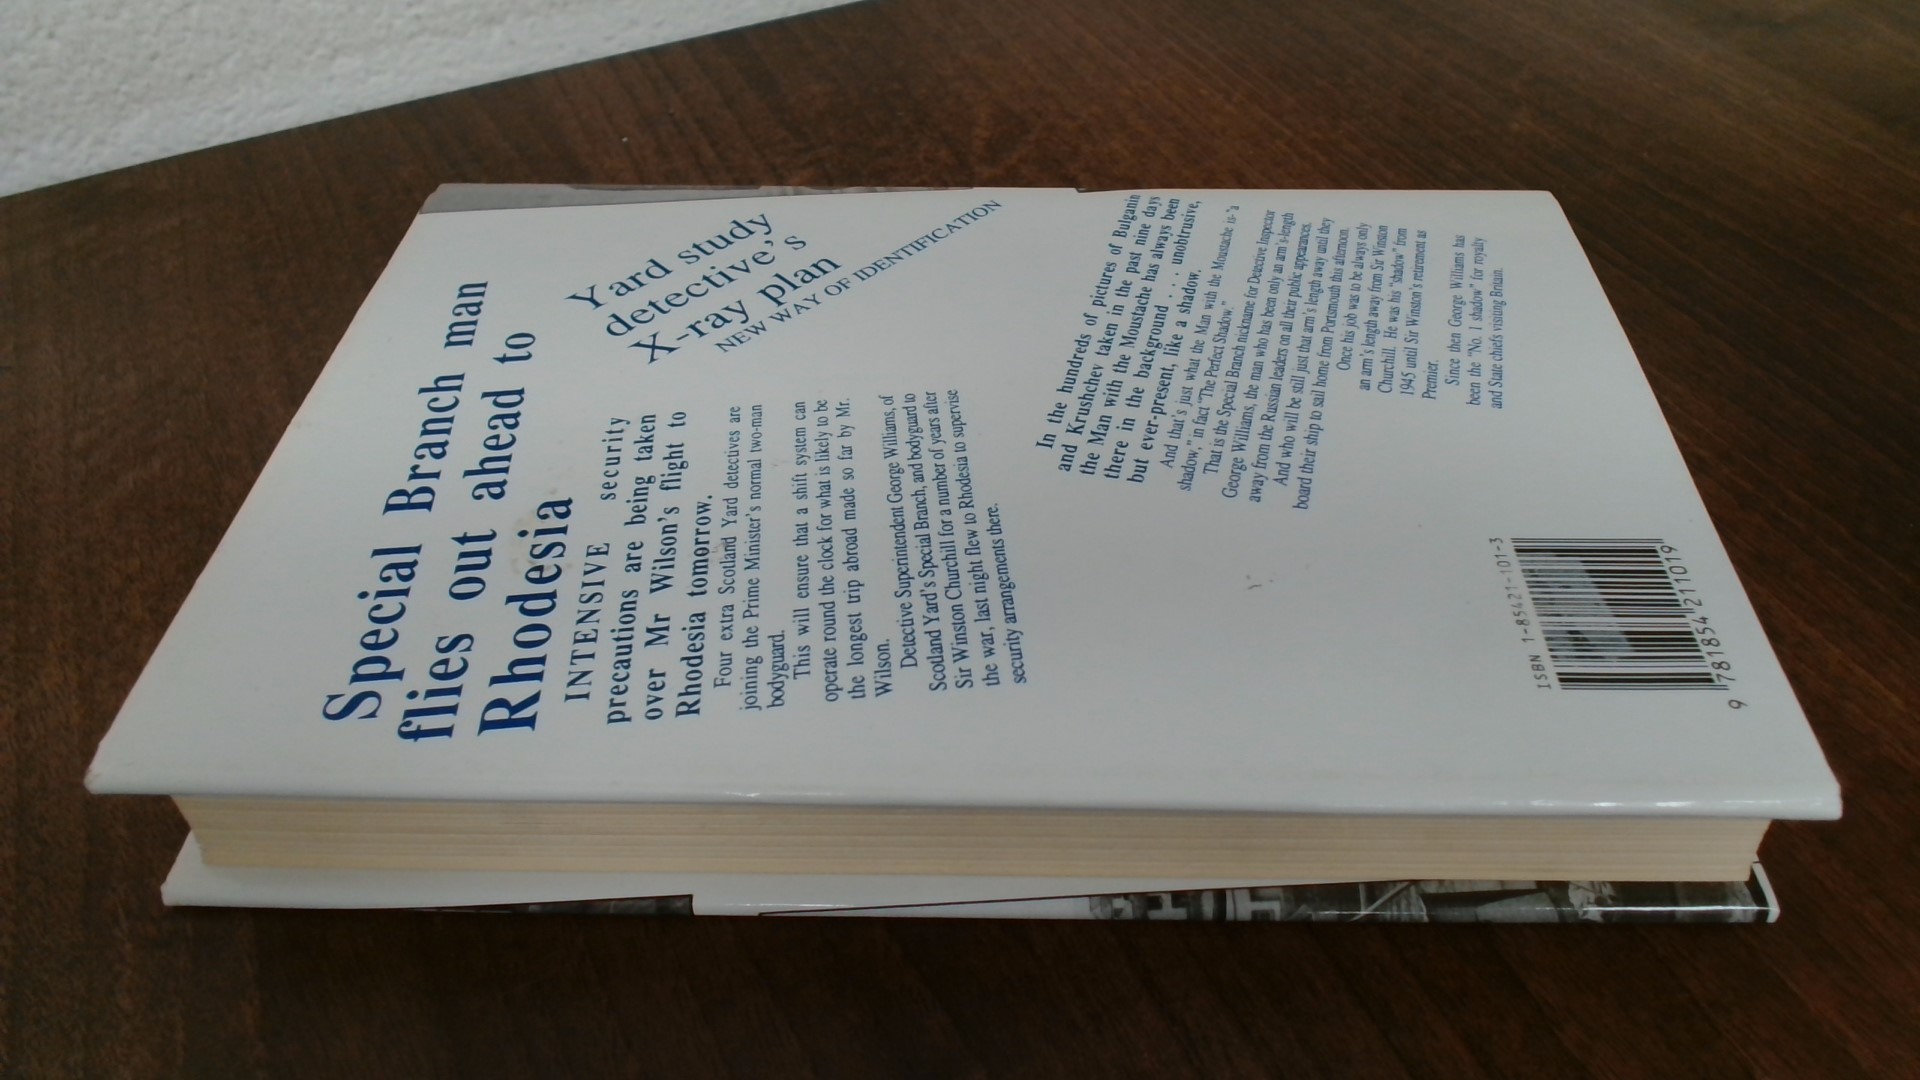 Special Branch man
flies out ahead to
Rhodesia
INTENSIVE security
precautions are being taken
over Mr Wilson's flight to
Rhodesia tomorrow.
Four extra Scotland Yard detectives are
joining the Prime Minister's normal two-man
bodyguard.
This will ensure that a shift system can
operate round the clock for what is likely to be
the longest trip abroad made so far by Mr.
Wilson.
Detective Superintendent George Williams, of
Scotland Yard's Special Branch, and bodyguard to
Sir Winston Churchill for a number of years after
the war, last night flew to Rhodesia to supervise
security arrangements there.
Yard study
detective's
X-ray plan
NEW WAY OF IDENTIFICATION
In the hundreds of pictures of Bulganin
and Krushchev taken in the past nine days
the Man with the Moustache has always been
there in the background . . . unobtrusive,
but ever-present, like a shadow.
And that's just what the Man with the Moustache is-'a
shadow," in fact "The Perfect Shadow."
That is the Special Branch nickname for Detective Inspector
George Williams, the man who has been only an arm's-length
away from the Russian leaders on all their public appearances.
And who will be still just that arm's length away until they
board their ship to sail home from Portsmouth this afternoon.
Once his job was to be always only
an arm's length away from Sir Winston
Churchill. He was his "shadow" from
1945 until Sir Winston's retirement as
Premier.
Since then George Williams has
been the "No. 1 shadow" for royalty
and State chiefs visiting Britain.
ISBN 1-85421-101-3
9 781854 211019